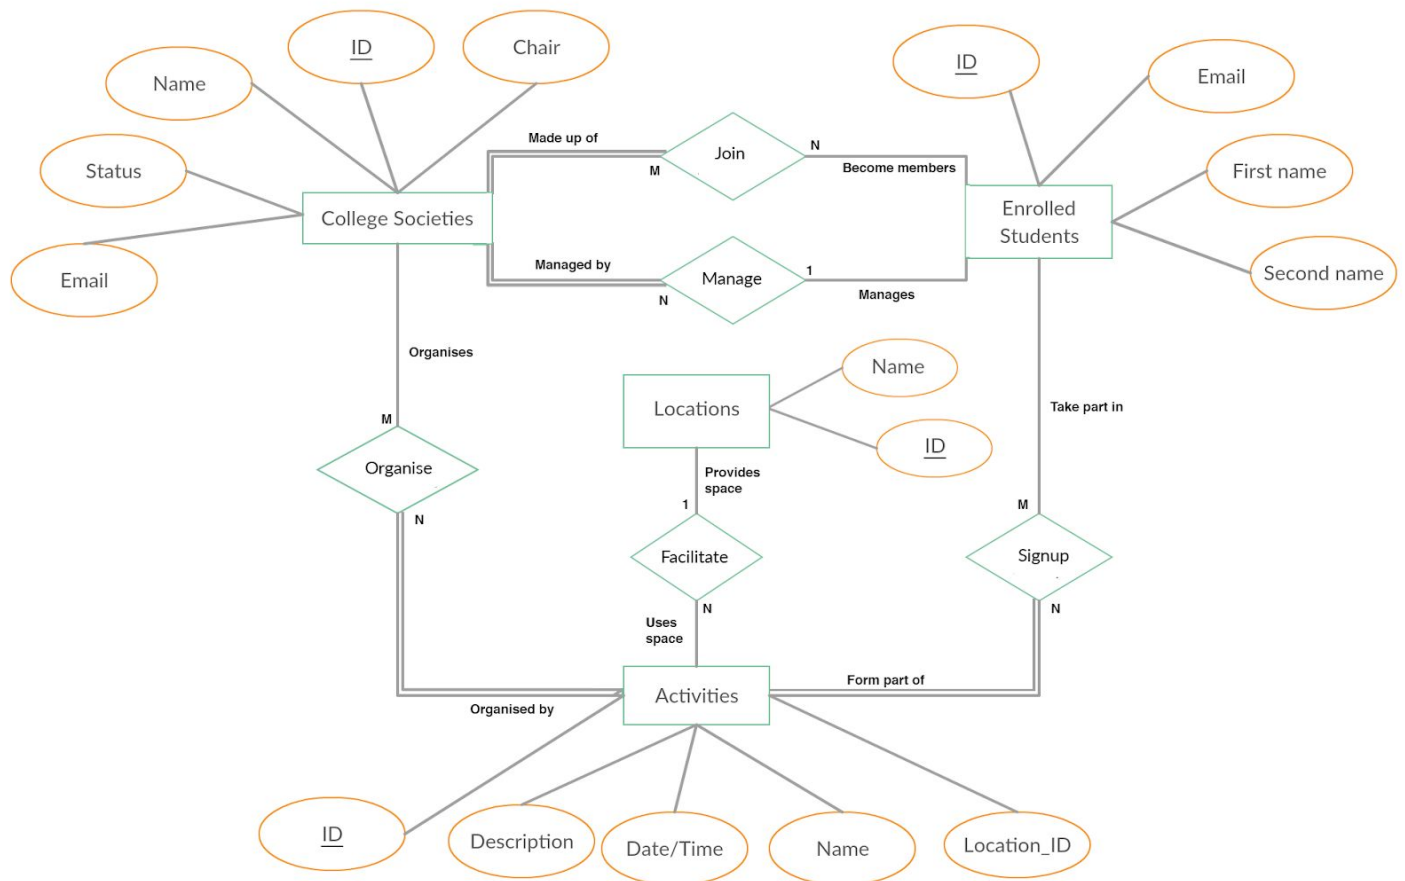 ID
Chair
Name
Status
Email
College Societies
Made up of
M
Join
N
Become members
ID
Email
First name
Second name
Enrolled
Students
Managed by
N
Manage
1
Manages
Organises
M
Organise
N
Organised by
Locations
Name
ID
Provides
space
1
Facilitate
N
Uses
space
Take part in
M
Signup
N
Form part of
Activities
ID
Description
Date/Time
Name
Location_ID